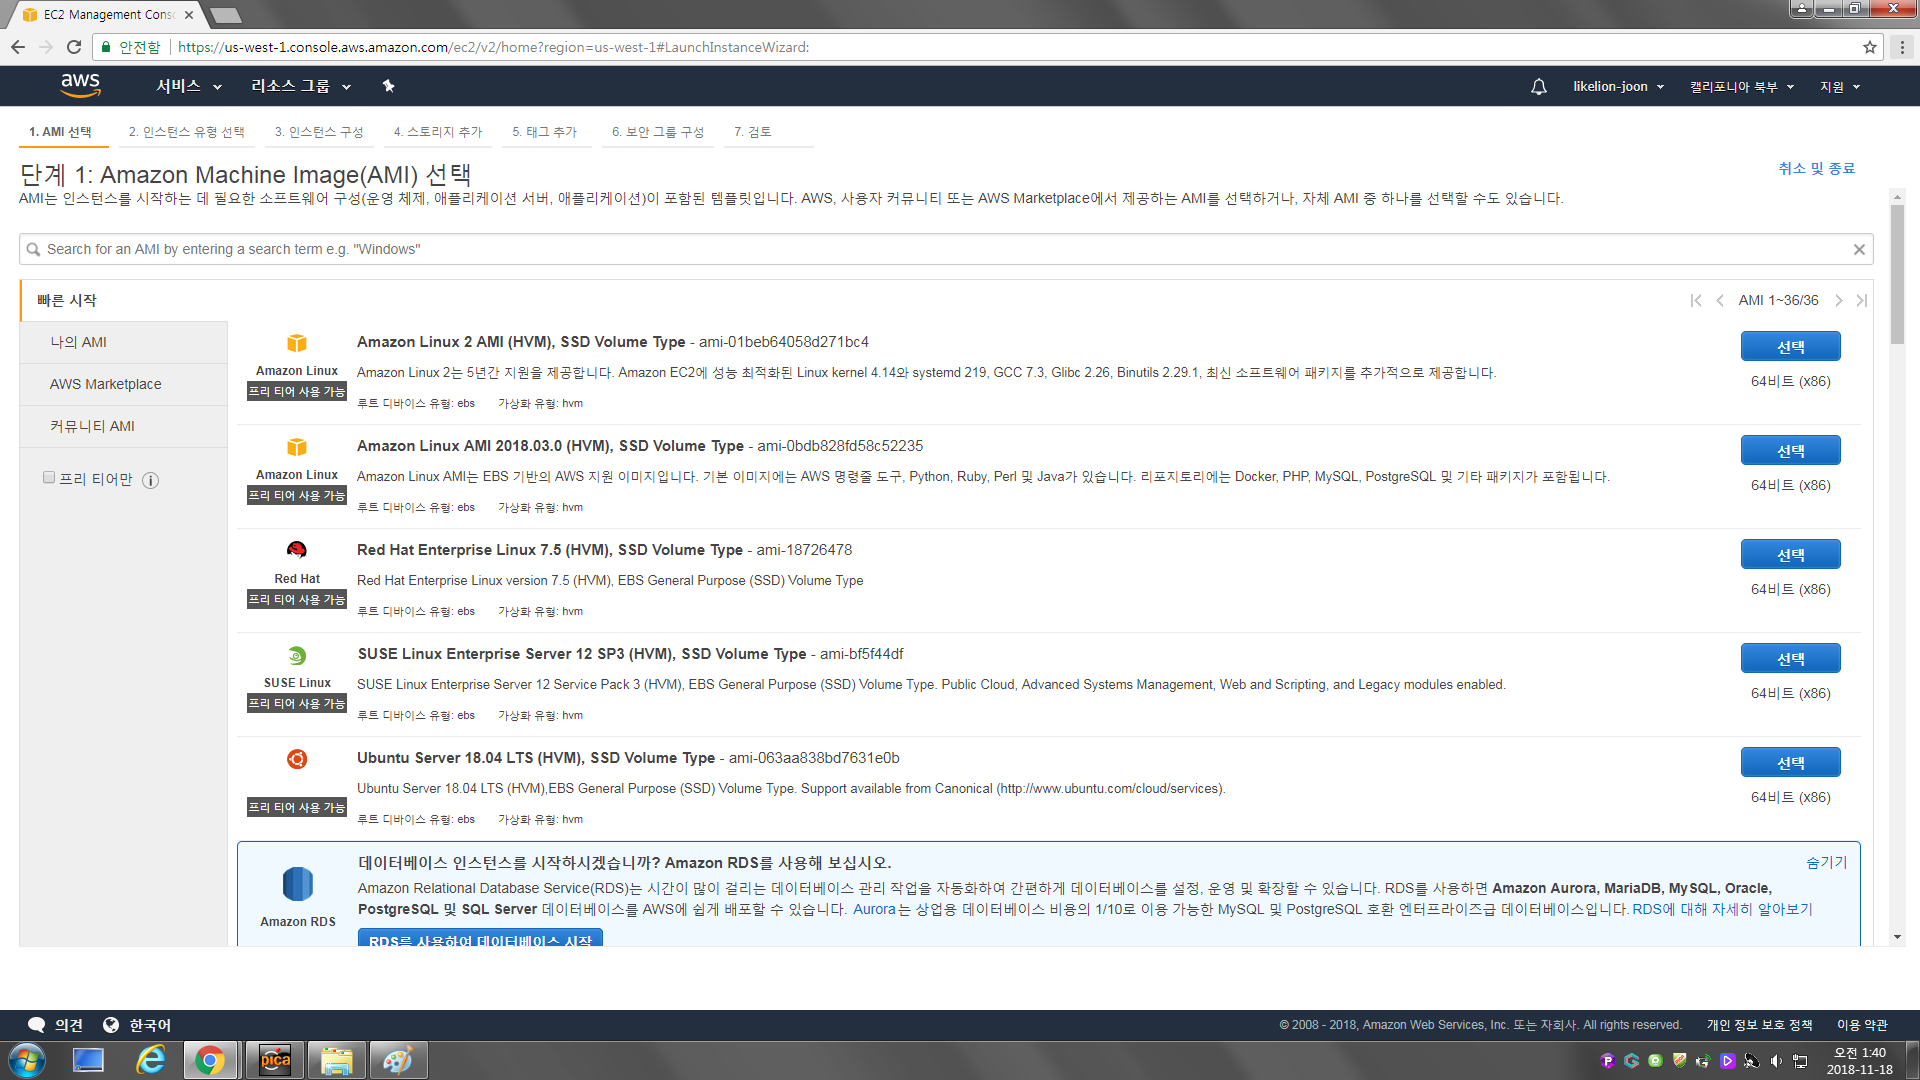 EC2 Management Conso
안전함 https://us-west-1.console.aws.amazon.com/ec2/v2/home?region=us-west-1#LaunchInstanceWizard:
aws 서비스 리소스 그룹 likelion-joon 캘리포니아 북부 지원
1. AMI 선택 2. 인스턴스 유형 선택 3. 인스턴스 구성 4. 스토리지 추가 5. 태그 추가 6. 보안 그룹 구성 7. 검토
단계 1: Amazon Machine Image(AMI) 선택 취소 및 종료
AMI는 인스턴스를 시작하는 데 필요한 소프트웨어 구성(운영 체제, 애플리케이션 서버, 애플리케이션)이 포함된 템플릿입니다. AWS, 사용자 커뮤니티 또는 AWS Marketplace에서 제공하는 AMI를 선택하거나, 자체 AMI 중 하나를 선택할 수도 있습니다.
Search for an AMI by entering a search term e.g. "Windows"
빠른 시작 AMI 1~36/36
나의 AMI
AWS Marketplace
커뮤니티 AMI
프리 티어만
Amazon Linux 2 AMI (HVM), SSD Volume Type - ami-01beb64058d271bc4 선택
Amazon Linux Amazon Linux 2는 5년간 지원을 제공합니다. Amazon EC2에 성능 최적화된 Linux kernel 4.14와 systemd 219, GCC 7.3, Glibc 2.26, Binutils 2.29.1, 최신 소프트웨어 패키지를 추가적으로 제공합니다. 64비트 (x86)
프리 티어 사용 가능 루트 디바이스 유형: ebs 가상화 유형: hvm
Amazon Linux AMI 2018.03.0 (HVM), SSD Volume Type - ami-0bdb828fd58c52235 선택
Amazon Linux Amazon Linux AMI는 EBS 기반의 AWS 지원 이미지입니다. 기본 이미지에는 AWS 명령줄 도구, Python, Ruby, Perl 및 Java가 있습니다. 리포지토리에는 Docker, PHP, MySQL, PostgreSQL 및 기타 패키지가 포함됩니다. 64비트 (x86)
프리 티어 사용 가능 루트 디바이스 유형: ebs 가상화 유형: hvm
Red Hat Enterprise Linux 7.5 (HVM), SSD Volume Type - ami-18726478 선택
Red Hat Red Hat Enterprise Linux version 7.5 (HVM), EBS General Purpose (SSD) Volume Type 64비트 (x86)
프리 티어 사용 가능 루트 디바이스 유형: ebs 가상화 유형: hvm
SUSE Linux Enterprise Server 12 SP3 (HVM), SSD Volume Type - ami-bf5f44df 선택
SUSE Linux SUSE Linux Enterprise Server 12 Service Pack 3 (HVM), EBS General Purpose (SSD) Volume Type. Public Cloud, Advanced Systems Management, Web and Scripting, and Legacy modules enabled. 64비트 (x86)
프리 티어 사용 가능 루트 디바이스 유형: ebs 가상화 유형: hvm
Ubuntu Server 18.04 LTS (HVM), SSD Volume Type - ami-063aa838bd7631e0b 선택
Ubuntu Server 18.04 LTS (HVM),EBS General Purpose (SSD) Volume Type. Support available from Canonical (http://www.ubuntu.com/cloud/services). 64비트 (x86)
프리 티어 사용 가능 루트 디바이스 유형: ebs 가상화 유형: hvm
데이터베이스 인스턴스를 시작하시겠습니까? Amazon RDS를 사용해 보십시오. 숨기기
Amazon Relational Database Service(RDS)는 시간이 많이 걸리는 데이터베이스 관리 작업을 자동화하여 간편하게 데이터베이스를 설정, 운영 및 확장할 수 있습니다. RDS를 사용하면 Amazon Aurora, MariaDB, MySQL, Oracle,
PostgreSQL 및 SQL Server 데이터베이스를 AWS에 쉽게 배포할 수 있습니다. Aurora 는 상업용 데이터베이스 비용의 1/10로 이용 가능한 MySQL 및 PostgreSQL 호환 엔터프라이즈급 데이터베이스입니다. RDS에 대해 자세히 알아보기
Amazon RDS
RDS를 사용하여 데이터베이스 시작
의견 한국어 © 2008 - 2018, Amazon Web Services, Inc. 또는 자회사. All rights reserved. 개인 정보 보호 정책 이용 약관
pica 오전 1:40
2018-11-18